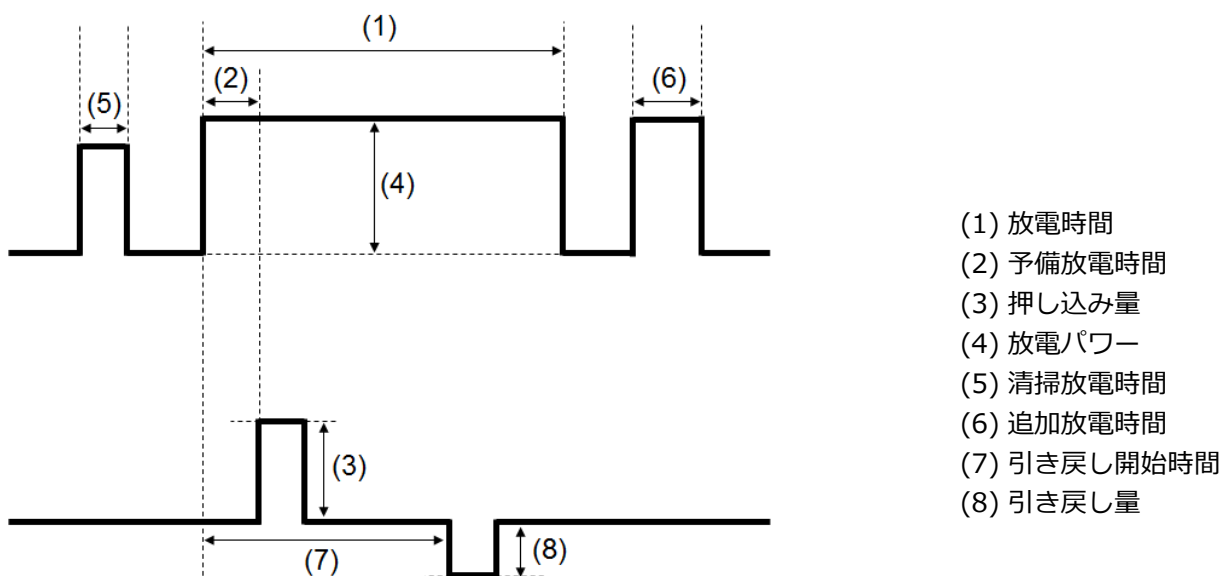 (1)
(2)
(5)
(6)
(4)
(3)
(7)
(8)
(1) 放電時間
(2) 予備放電時間
(3) 押し込み量
(4) 放電パワー
(5) 清掃放電時間
(6) 追加放電時間
(7) 引き戻し開始時間
(8) 引き戻し量